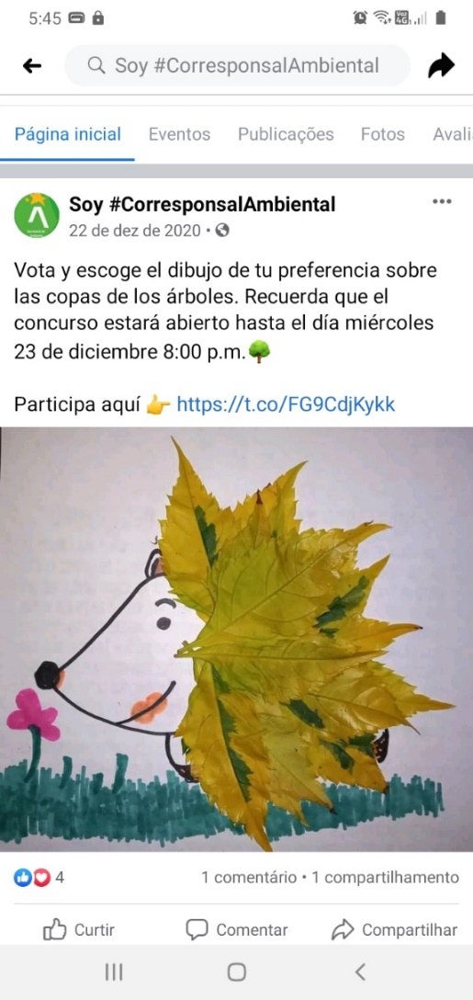 5:45
Voz
4G
Soy #CorresponsalAmbiental
Página inicial
Eventos
Publicações
Fotos
Avali
Soy #CorresponsalAmbiental
22 de dez de 2020 •
Vota y escoge el dibujo de tu preferencia sobre
las copas de los árboles. Recuerda que el
concurso estará abierto hasta el día miércoles
23 de diciembre 8:00 p.m.
Participa aquí 👉 https://t.co/FG9CdjKykk
4
1 comentário • 1 compartilhamento
Curtir
Comentar
Compartilhar